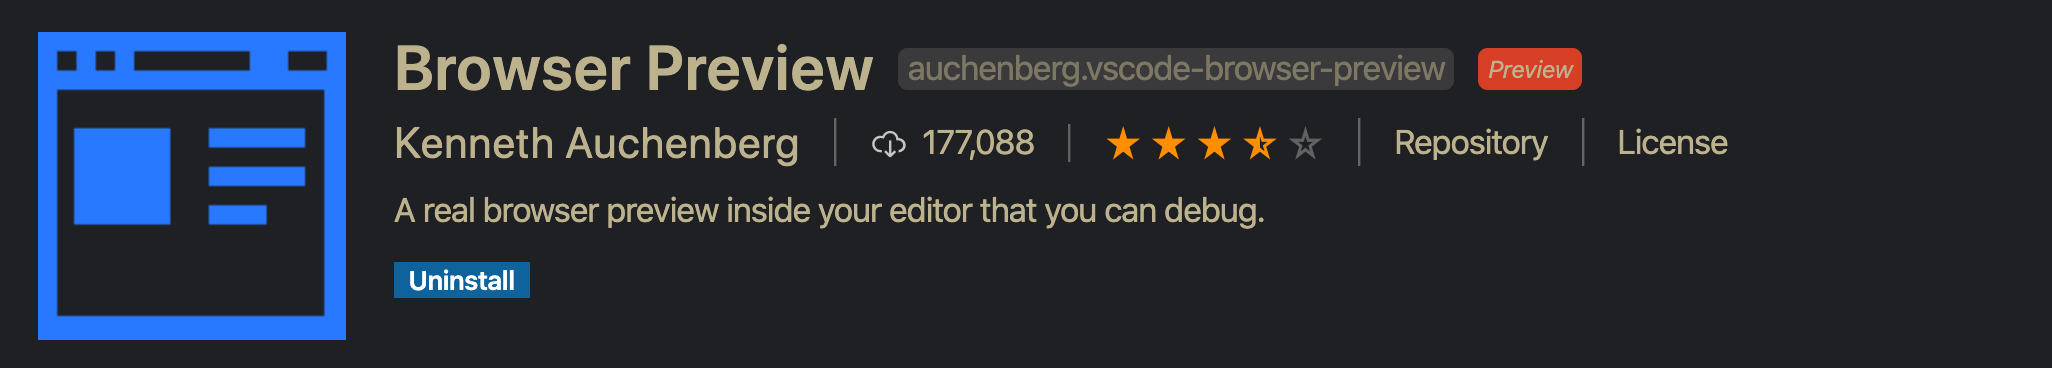 Browser Preview auchenberg.vscode-browser-preview Preview
Kenneth Auchenberg 177,088 Repository License
A real browser preview inside your editor that you can debug.
Uninstall